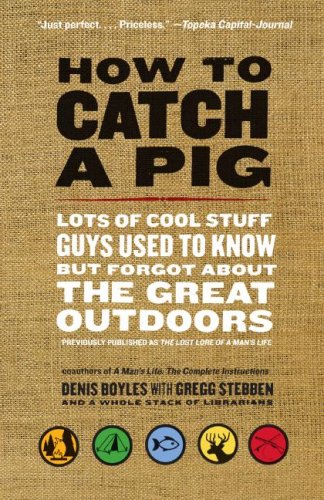 "Just perfect. . . . Priceless." —Topeka Capital-Journal
HOW TO
CATCH
A PIG
LOTS OF COOL STUFF
GUYS USED TO KNOW
BUT FORGOT ABOUT
THE GREAT
OUTDOORS
PREVIOUSLY PUBLISHED AS THE LOST LORE OF A MAN'S LIFE
coauthors of A Man's Life: The Complete Instructions
DENIS BOYLES WITH GREGG STEBBEN
AND A WHOLE STACK OF LIBRARIANS